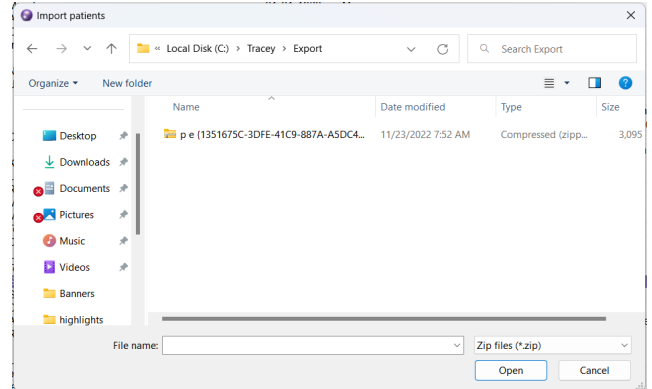 Import patients
« Local Disk (C:) › Tracey › Export
Search Export
Organize New folder
Name Date modified Type Size
p e (1351675C-3DFE-41C9-887A-A5DC4... 11/23/2022 7:52 AM Compressed (zipp... 3,095
Desktop
Downloads
Documents
Pictures
Music
Videos
Banners
highlights
File name: Zip files (*.zip)
Open Cancel